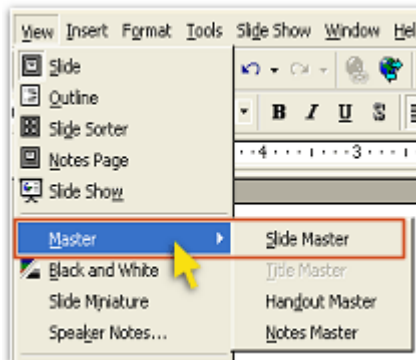 View Insert Format Tools Slide Show Window Hel
Slide
Outline
B I U S
Slide Sorter
Notes Page
4 3
Slide Show
Master Slide Master
Black and White Title Master
Slide Miniature Handout Master
Speaker Notes... Notes Master